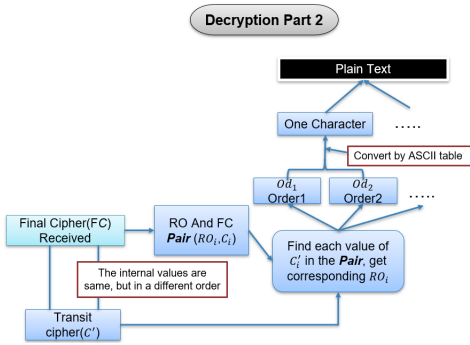 Decryption Part 2
Plain Text
One Character
.....
Convert by ASCII table
Od₁
Order1
Od₂
Order2
.....
Final Cipher(FC)
Received
RO And FC
Pair (ROᵢ,Cᵢ)
Find each value of
Cᵢ′ in the Pair, get
corresponding ROᵢ
The internal values are
same, but in a different order
Transit
cipher(C′)